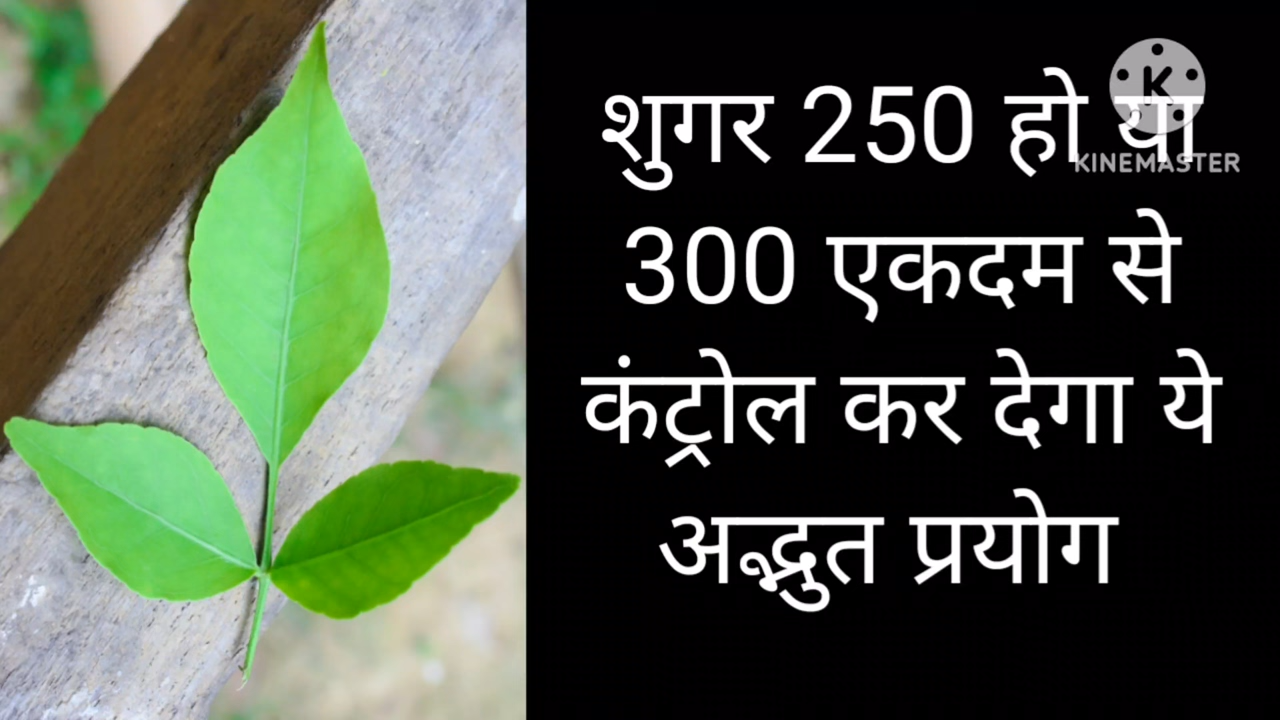 शुगर 250 हो या
KINEMASTER
300 एकदम से
कंट्रोल कर देगा ये
अद्भुत प्रयोग